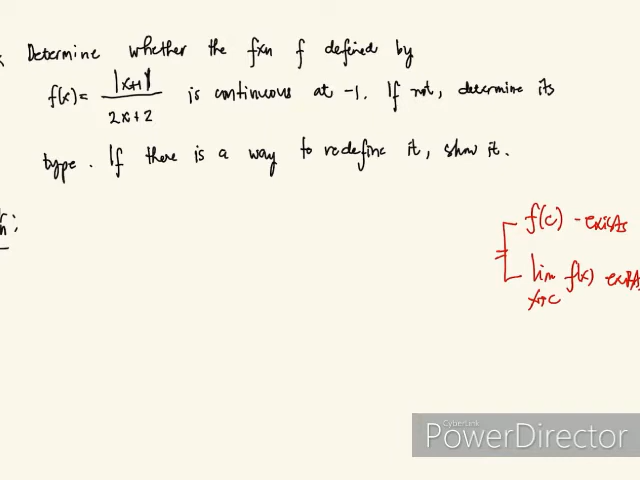 Determine whether the fxn f defined by
f(x) = |x+1| / 2x+2 is continuous at -1. If not, determine its
type. If there is a way to redefine it, show it.
f(c) - exists
lim x→c f(x) exists
CyberLink
PowerDirector